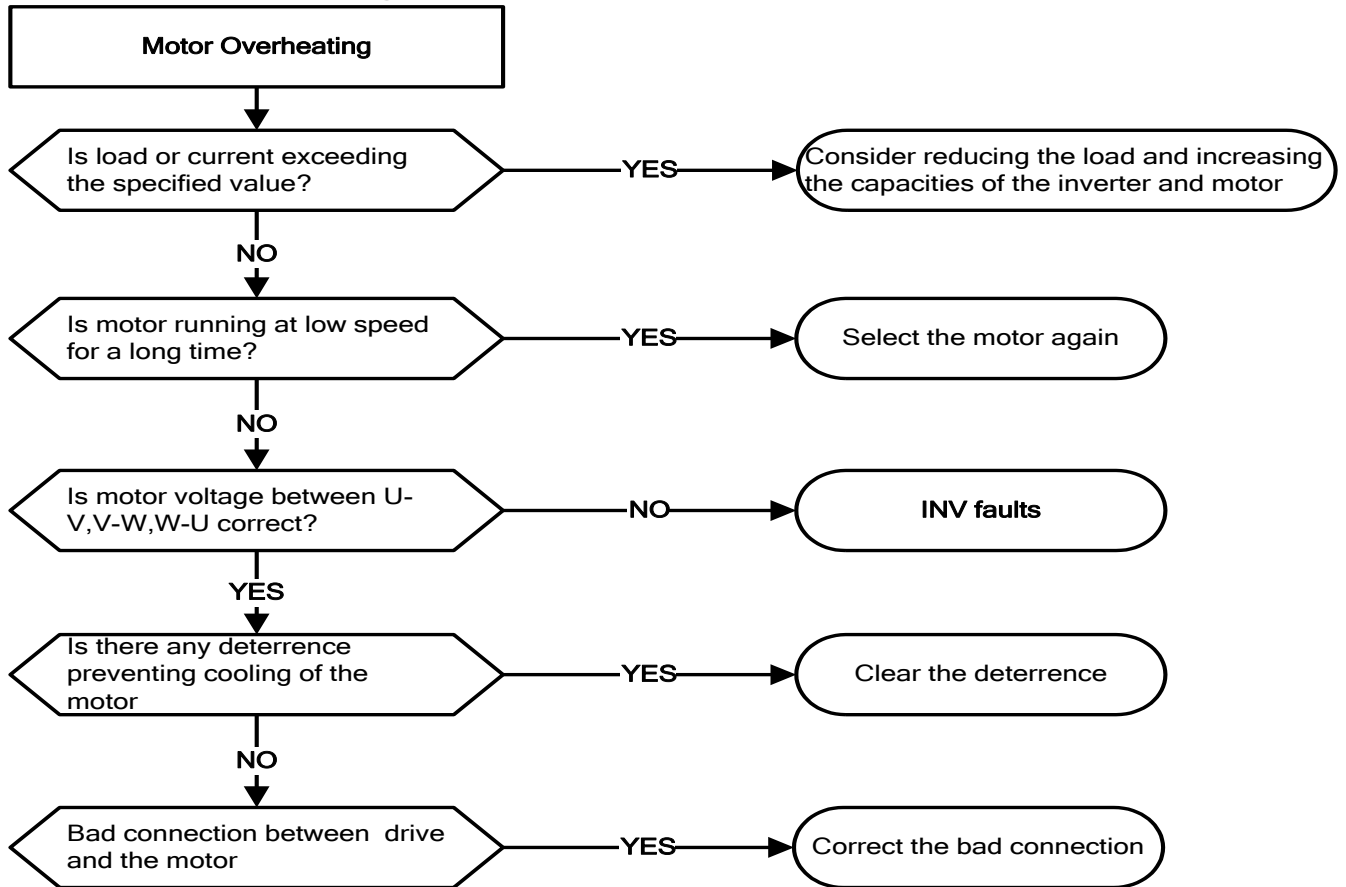 Motor Overheating
Is load or current exceeding
the specified value?
YES
Consider reducing the load and increasing
the capacities of the inverter and motor
NO
Is motor running at low speed
for a long time?
YES
Select the motor again
NO
Is motor voltage between U-
V,V-W,W-U correct?
NO
INV faults
YES
Is there any deterrence
preventing cooling of the
motor
YES
Clear the deterrence
NO
Bad connection between drive
and the motor
YES
Correct the bad connection